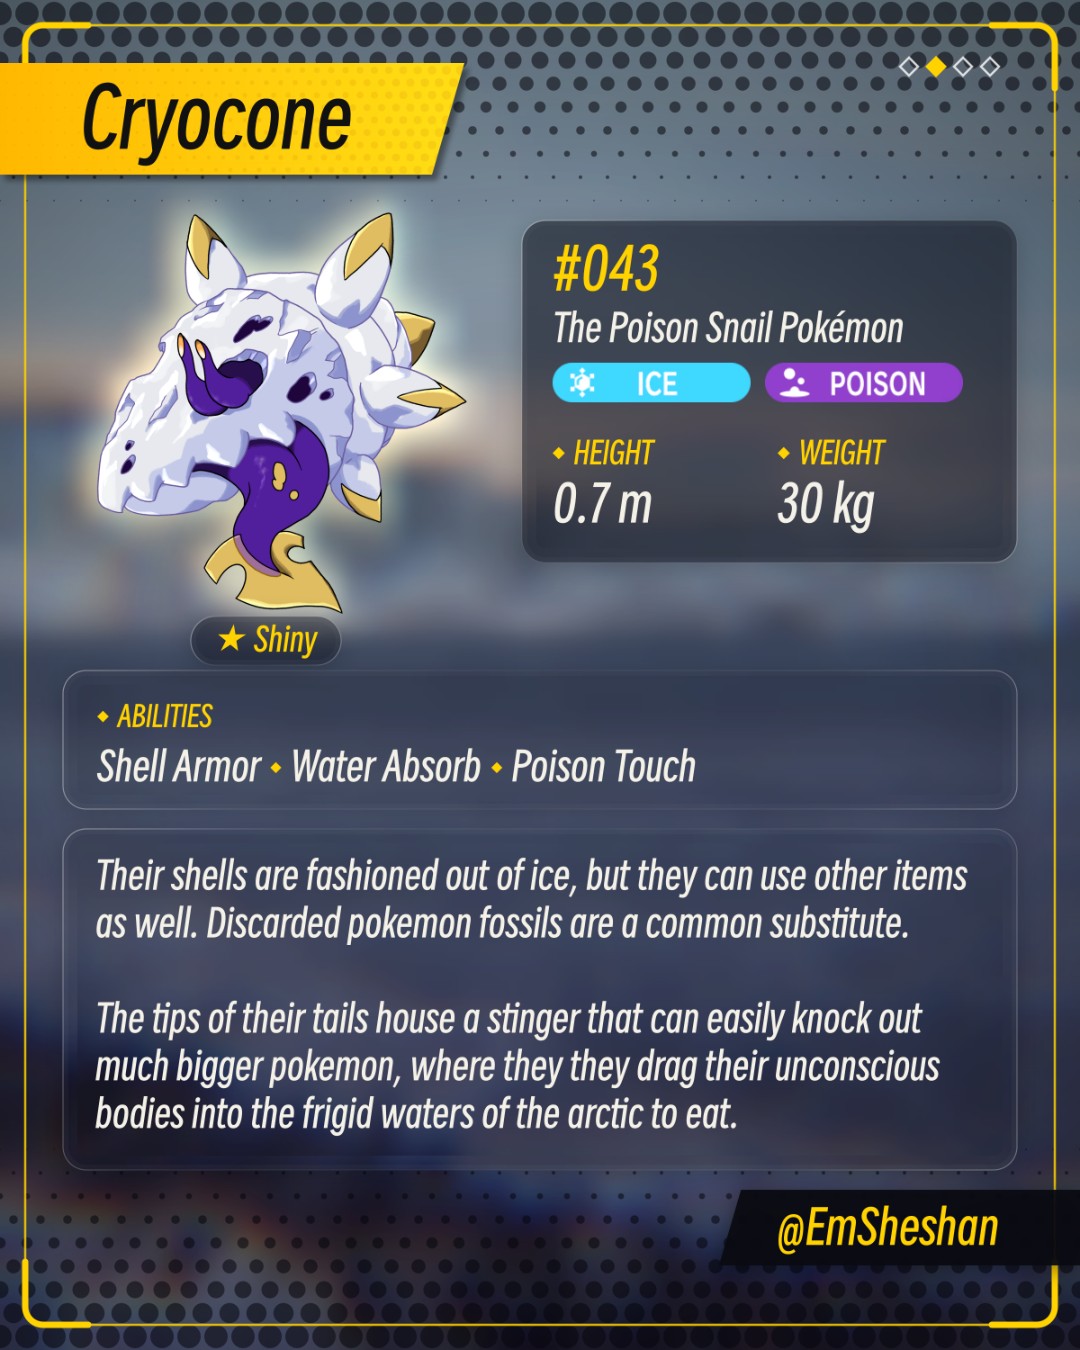 Cryocone
#043
The Poison Snail Pokémon
ICE POISON
HEIGHT WEIGHT
0.7 m 30 kg
★ Shiny
ABILITIES
Shell Armor • Water Absorb • Poison Touch
Their shells are fashioned out of ice, but they can use other items
as well. Discarded pokemon fossils are a common substitute.
The tips of their tails house a stinger that can easily knock out
much bigger pokemon, where they they drag their unconscious
bodies into the frigid waters of the arctic to eat.
@EmSheshan